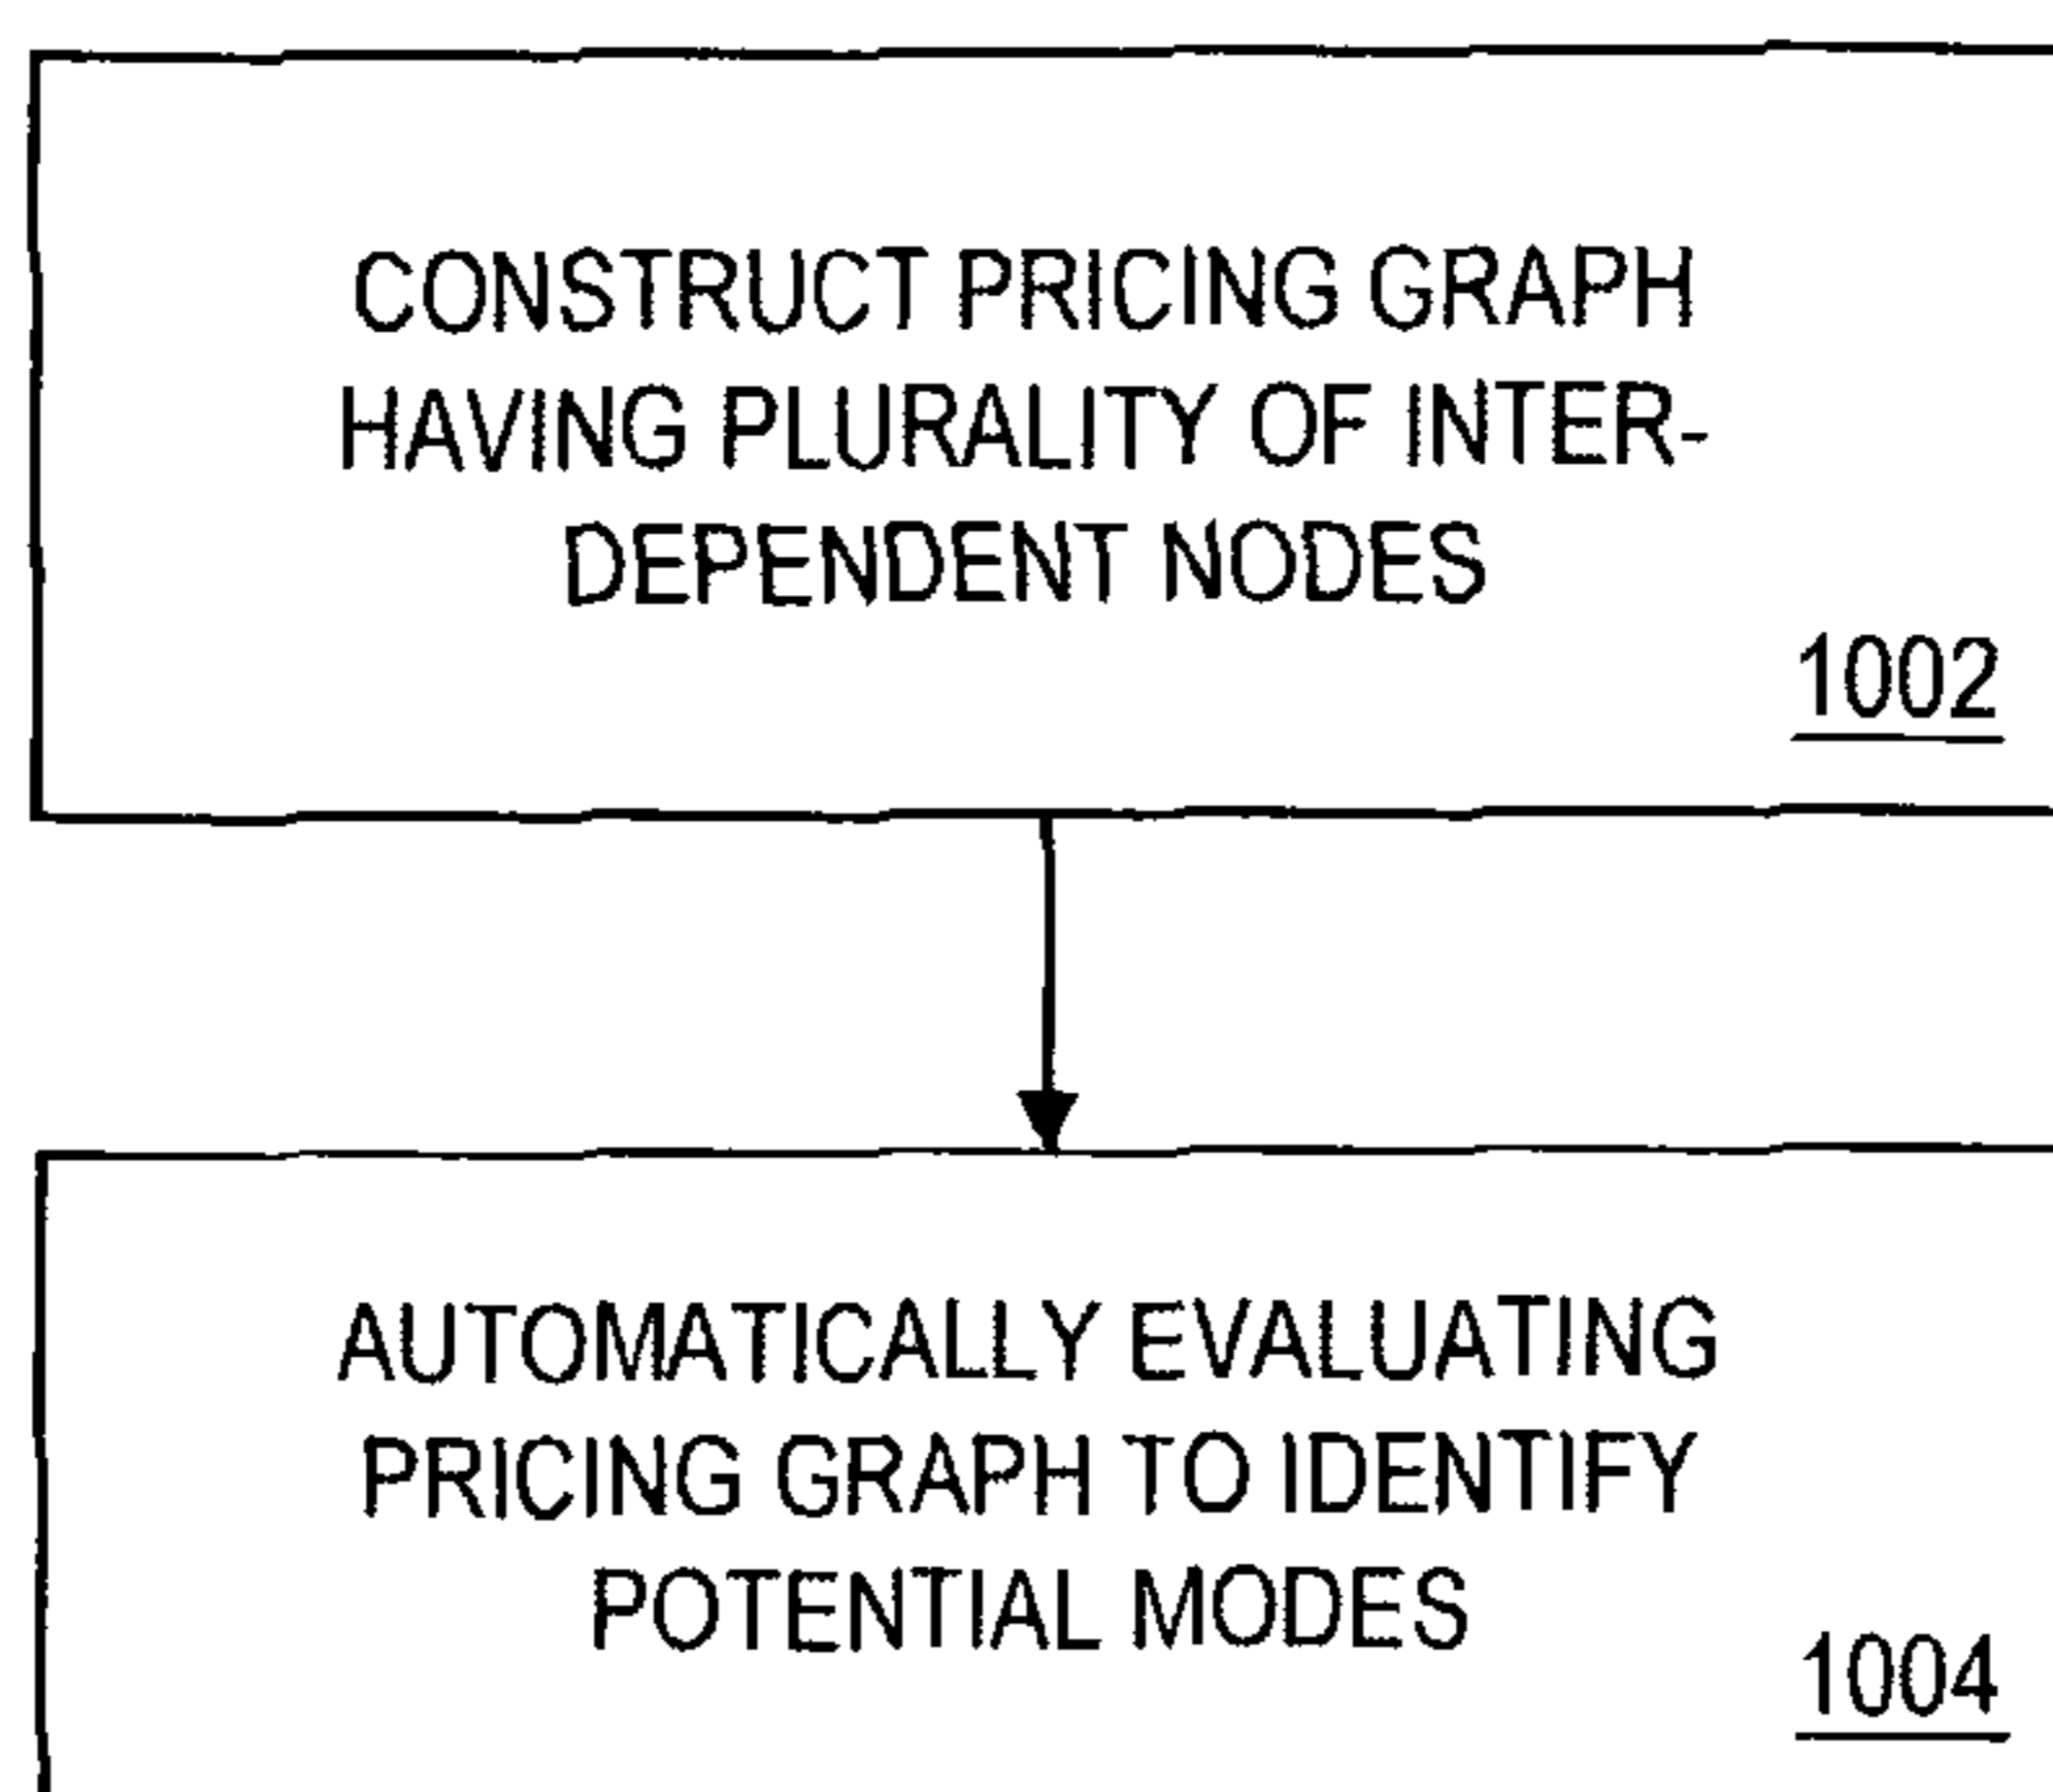 CONSTRUCT PRICING GRAPH
HAVING PLURALITY OF INTER-
DEPENDENT NODES
1002
AUTOMATICALLY EVALUATING
PRICING GRAPH TO IDENTIFY
POTENTIAL MODES
1004